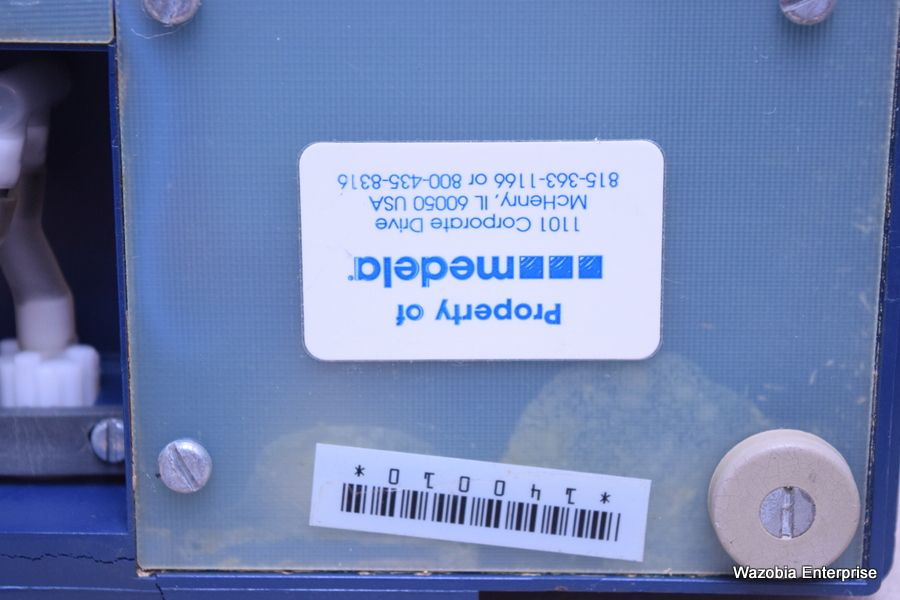 Property of
medela®
1101 Corporate Drive
McHenry, IL 60050 USA
815-363-1166 or 800-435-8316
*140010*
Wazobia Enterprise